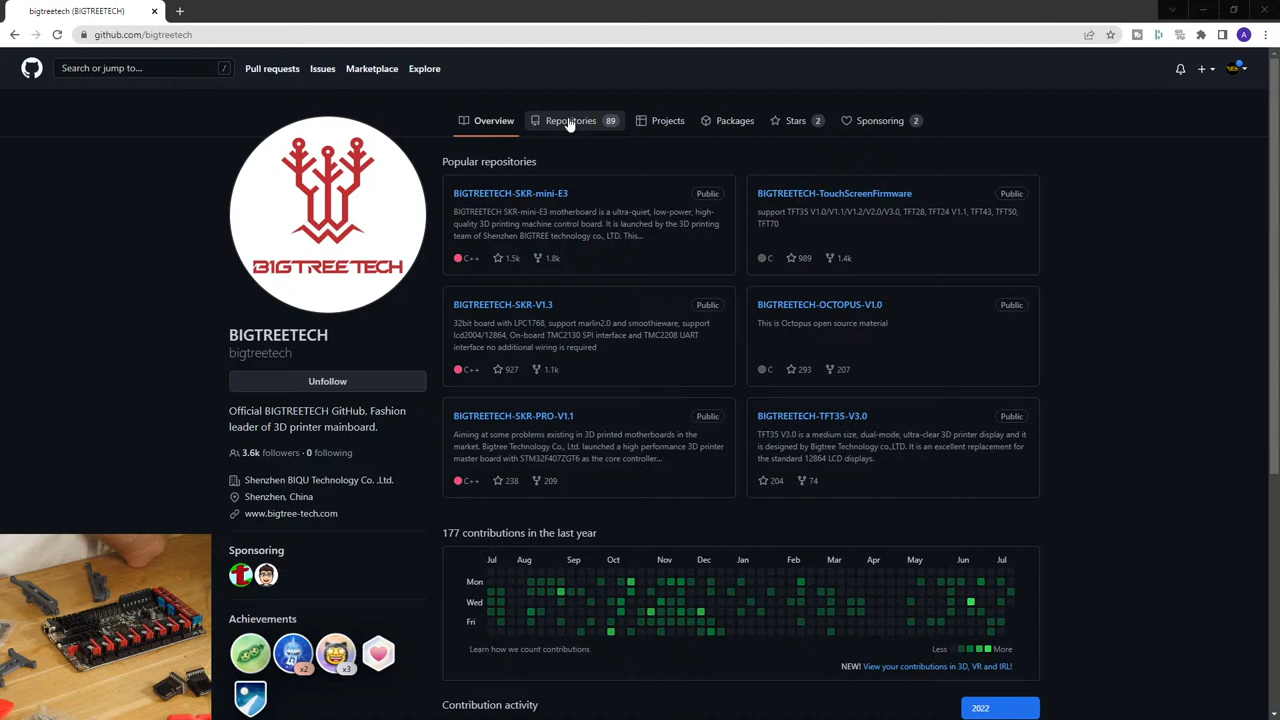 bigtreetech (BIGTREETECH)
github.com/bigtreetech
A
Search or jump to...
/
Pull requests
Issues
Marketplace
Explore
Overview
Repositories 89
Projects
Packages
Stars 2
Sponsoring 2
BIGTREETECH
BIGTREETECH
bigtreetech
Unfollow
Official BIGTREETECH GitHub. Fashion
leader of 3D printer mainboard.
3.6k followers · 0 following
Shenzhen BIQU Technology Co. ,Ltd.
Shenzhen, China
www.bigtree-tech.com
Sponsoring
Achievements
x2
x3
Popular repositories
BIGTREETECH-SKR-mini-E3
Public
BIGTREETECH SKR-mini-E3 motherboard is a ultra-quiet, low-power, high-
quality 3D printing machine control board. It is launched by the 3D printing
team of Shenzhen BIGTREE technology co., LTD. This...
C++ 1.5k 1.8k
BIGTREETECH-TouchScreenFirmware
Public
support TFT35 V1.0/V1.1/V1.2/V2.0/V3.0, TFT28, TFT24 V1.1, TFT43, TFT50,
TFT70
C 989 1.4k
BIGTREETECH-SKR-V1.3
Public
32bit board with LPC1768, support marlin2.0 and smoothieware, support
lcd2004/12864, On-board TMC2130 SPI interface and TMC2208 UART
interface no additional wiring is required
C++ 927 1.1k
BIGTREETECH-OCTOPUS-V1.0
Public
This is Octopus open source material
C 293 207
BIGTREETECH-SKR-PRO-V1.1
Public
Aiming at some problems existing in 3D printed motherboards in the
market. Bigtree Technology Co., Ltd. launched a high performance 3D printer
master board with STM32F407ZGT6 as the core controller...
C++ 238 209
BIGTREETECH-TFT35-V3.0
Public
TFT35 V3.0 is a medium size, dual-mode, ultra-clear 3D printer display and it
is designed by Bigtree Technology co.,LTD. It is an excellent replacement for
the standard 12864 LCD displays.
204 74
177 contributions in the last year
Jul Aug Sep Oct Nov Dec Jan Feb Mar Apr May Jun Jul
Mon
Wed
Fri
Learn how we count contributions
Less More
NEW! View your contributions in 3D, VR and IRL!
Contribution activity
2022